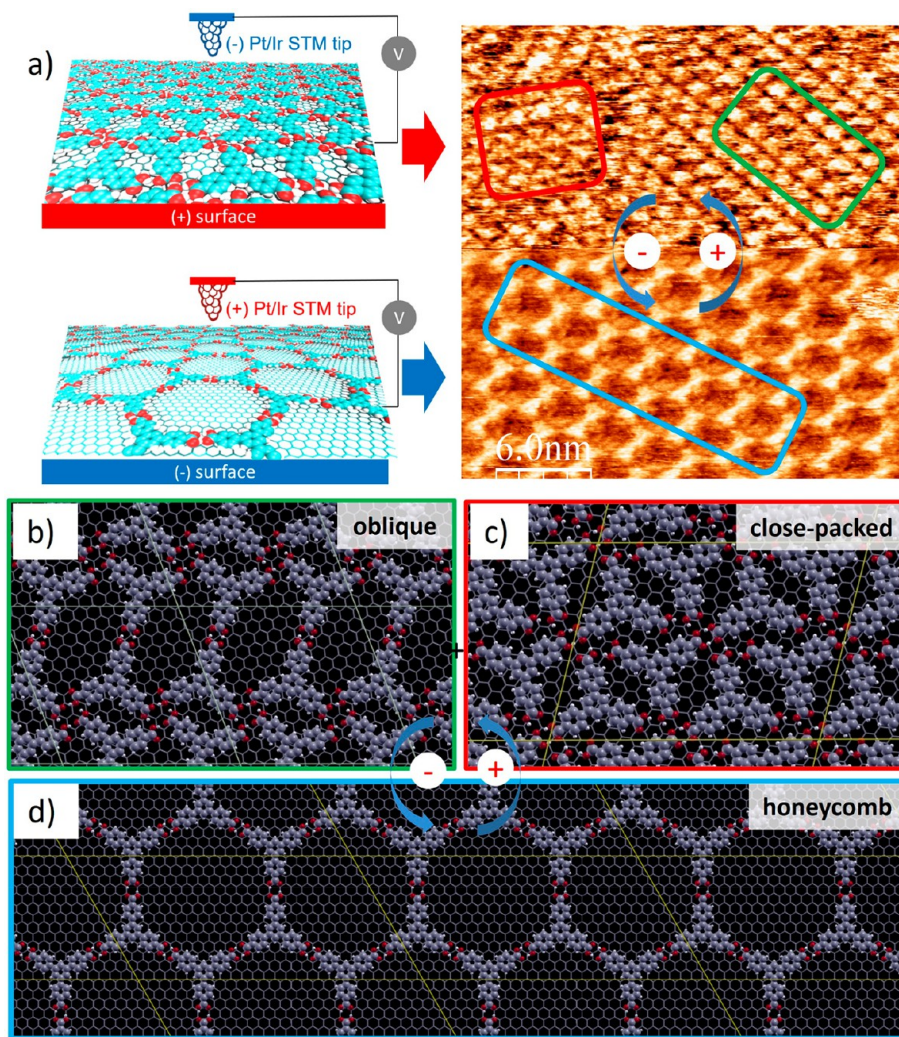 a)
(-) Pt/Ir STM tip
V
(+) surface
(+) Pt/Ir STM tip
V
(-) surface
- +
6.0nm
b)
oblique
c)
close-packed
+
- +
d)
honeycomb